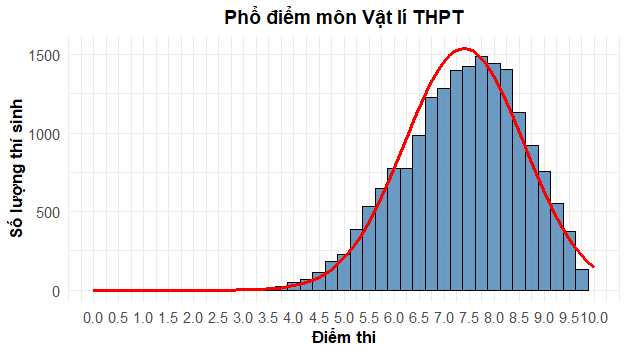 Phổ điểm môn Vật lí THPT
1500
1000
500
0
Số lượng thí sinh
0.0 0.5 1.0 1.5 2.0 2.5 3.0 3.5 4.0 4.5 5.0 5.5 6.0 6.5 7.0 7.5 8.0 8.5 9.0 9.5 10.0
Điểm thi